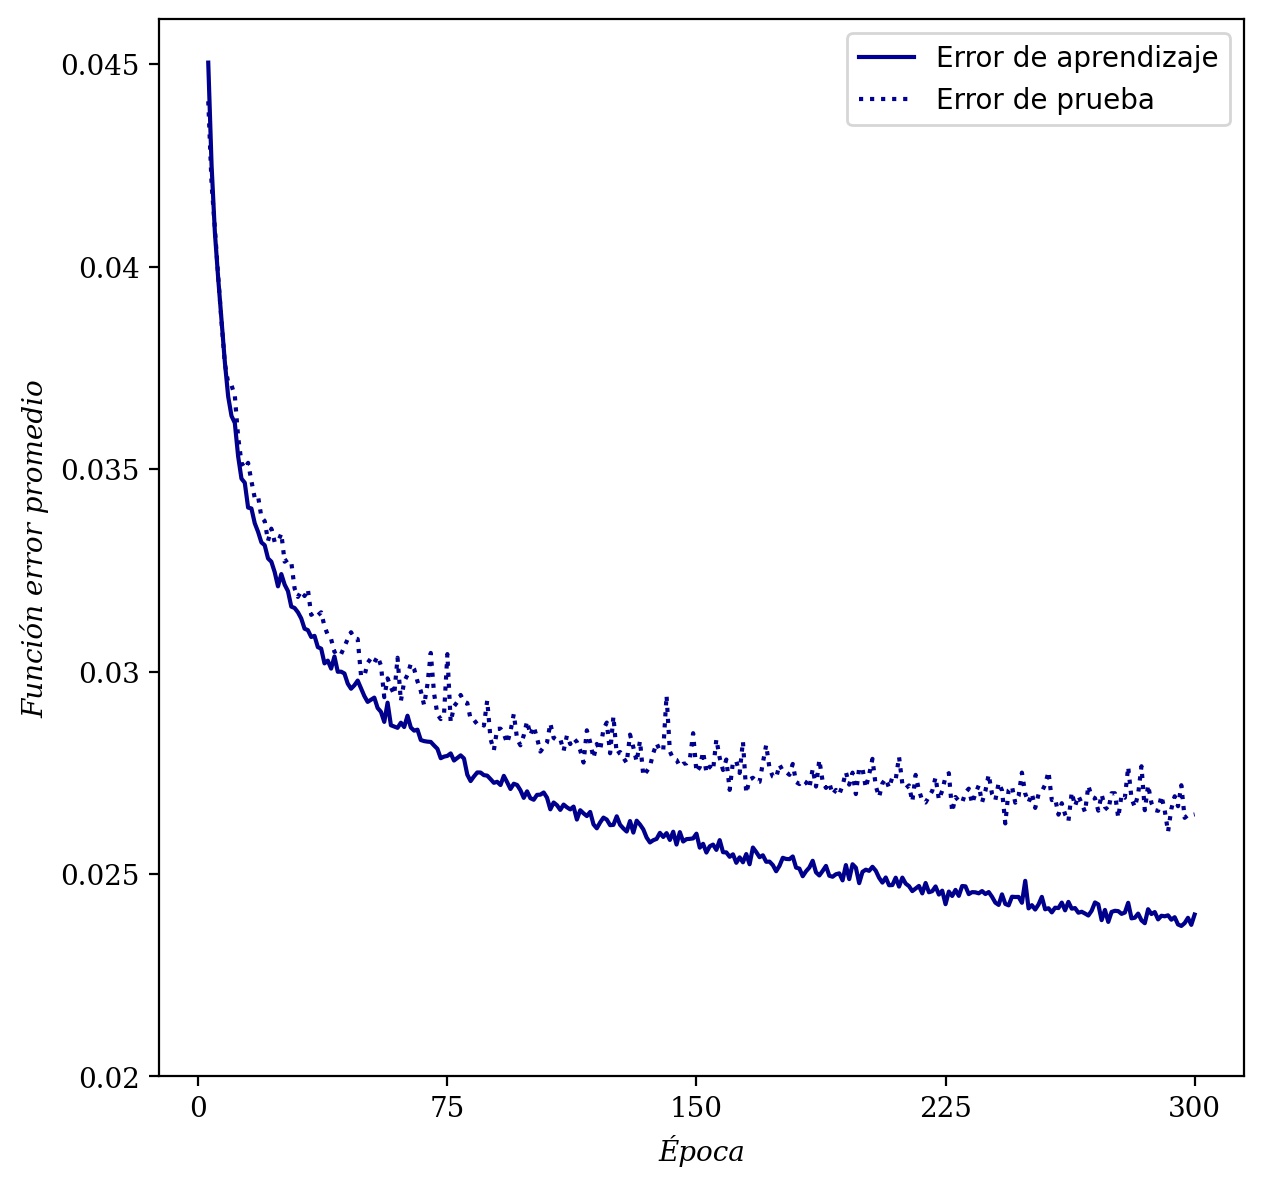 Error de aprendizaje
Error de prueba
0.045
0.04
0.035
0.03
0.025
0.02
Función error promedio
0 75 150 225 300
Época